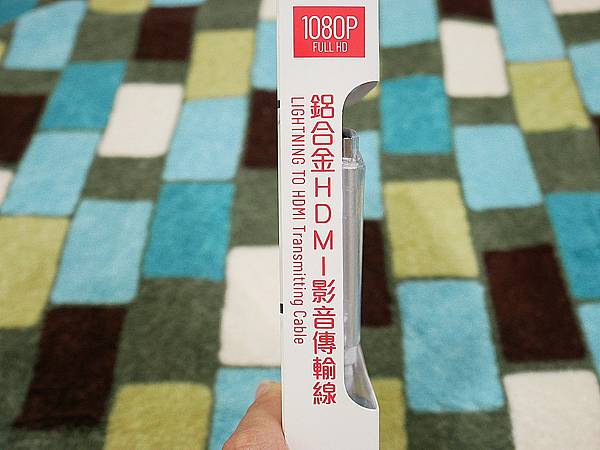 1080P
FULL HD
鋁合金HDMI影音傳輸線
LIGHTNING TO HDMI Transmitting Cable